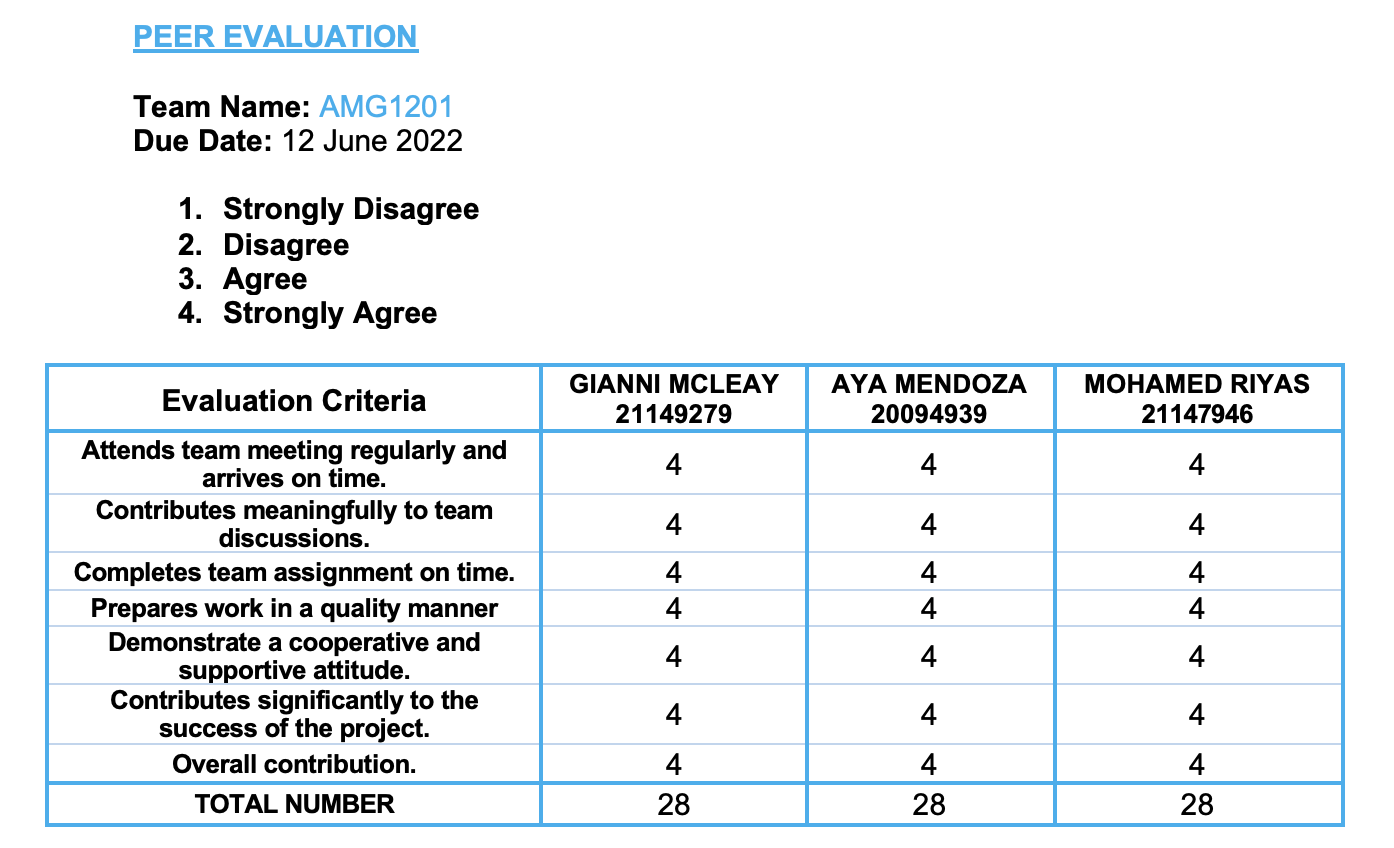 PEER EVALUATION
Team Name: AMG1201
Due Date: 12 June 2022
1. Strongly Disagree
2. Disagree
3. Agree
4. Strongly Agree
Evaluation Criteria
GIANNI MCLEAY
21149279
AYA MENDOZA
20094939
MOHAMED RIYAS
21147946
Attends team meeting regularly and
arrives on time.
4 4 4
Contributes meaningfully to team
discussions.
4 4 4
Completes team assignment on time. 4 4 4
Prepares work in a quality manner 4 4 4
Demonstrate a cooperative and
supportive attitude.
4 4 4
Contributes significantly to the
success of the project.
4 4 4
Overall contribution. 4 4 4
TOTAL NUMBER 28 28 28